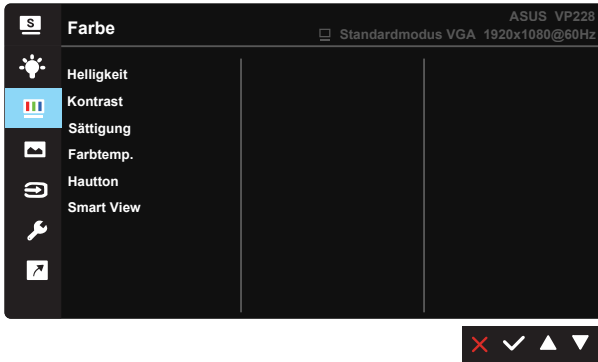 S
Farbe
ASUS VP228
Standardmodus VGA 1920x1080@60Hz
Helligkeit
Kontrast
Sättigung
Farbtemp.
Hautton
Smart View